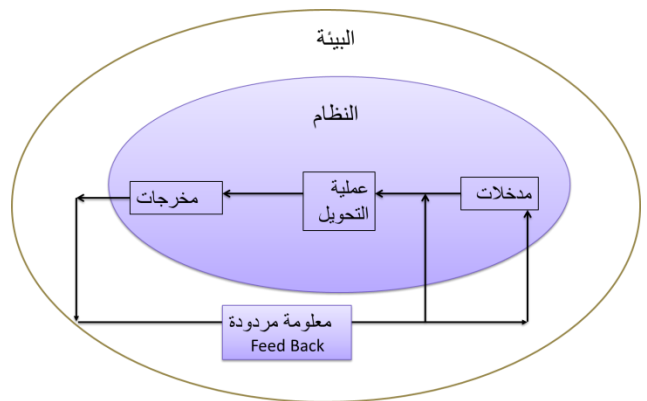 البيئة
النظام
مدخلات
عملية
التحويل
مخرجات
معلومة مردودة
Feed Back